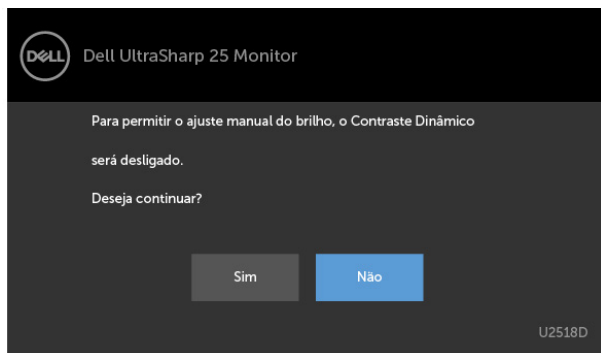 DELL
Dell UltraSharp 25 Monitor
Para permitir o ajuste manual do brilho, o Contraste Dinâmico
será desligado.
Deseja continuar?
Sim
Não
U2518D